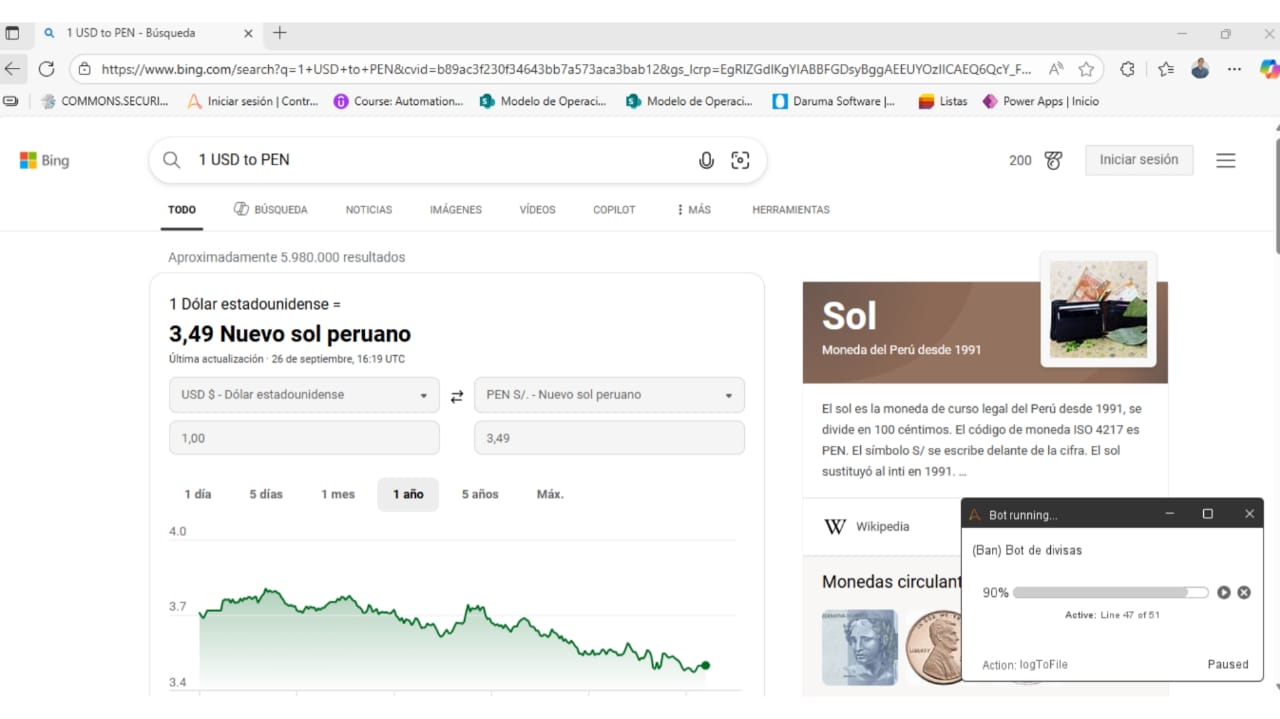 1 USD to PEN - Búsqueda
https://www.bing.com/search?q=1+USD+to+PEN&cvid=b89ac3f230f34643bb7a573aca3bab12&gs_lcrp=EgRlZGdlKgYIABBFGDsyBggAEEUYOzIICAEQ6QcY_F...
COMMONS.SECURI... Iniciar sesión | Contr... Course: Automation... Modelo de Operaci... Modelo de Operaci... Daruma Software |... Listas Power Apps | Inicio
Bing
1 USD to PEN
200
Iniciar sesión
TODO BÚSQUEDA NOTICIAS IMÁGENES VÍDEOS COPILOT MÁS HERRAMIENTAS
Aproximadamente 5.980.000 resultados
1 Dólar estadounidense =
3,49 Nuevo sol peruano
Última actualización · 26 de septiembre, 16:19 UTC
USD $ - Dólar estadounidense
PEN S/. - Nuevo sol peruano
1,00
3,49
1 día 5 días 1 mes 1 año 5 años Máx.
4.0
3.7
3.4
Sol
Moneda del Perú desde 1991
El sol es la moneda de curso legal del Perú desde 1991, se
divide en 100 céntimos. El código de moneda ISO 4217 es
PEN. El símbolo S/ se escribe delante de la cifra. El sol
sustituyó al inti en 1991. ...
W Wikipedia
Monedas circulant
LIBERTY
Bot running...
(Ban) Bot de divisas
90%
Active: Line 47 of 51
Action: logToFile
Paused